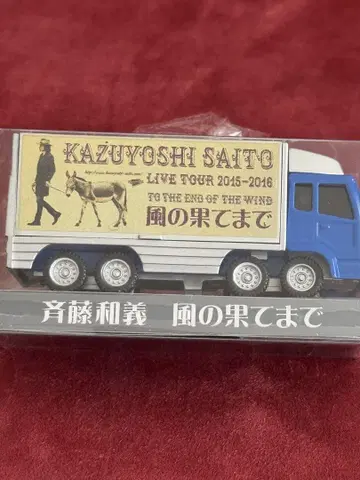 KAZUYOSHI SAITO
LIVE TOUR 2015-2016
TO THE END OF THE WIND
風の果てまで
斉藤和義 風の果てまで